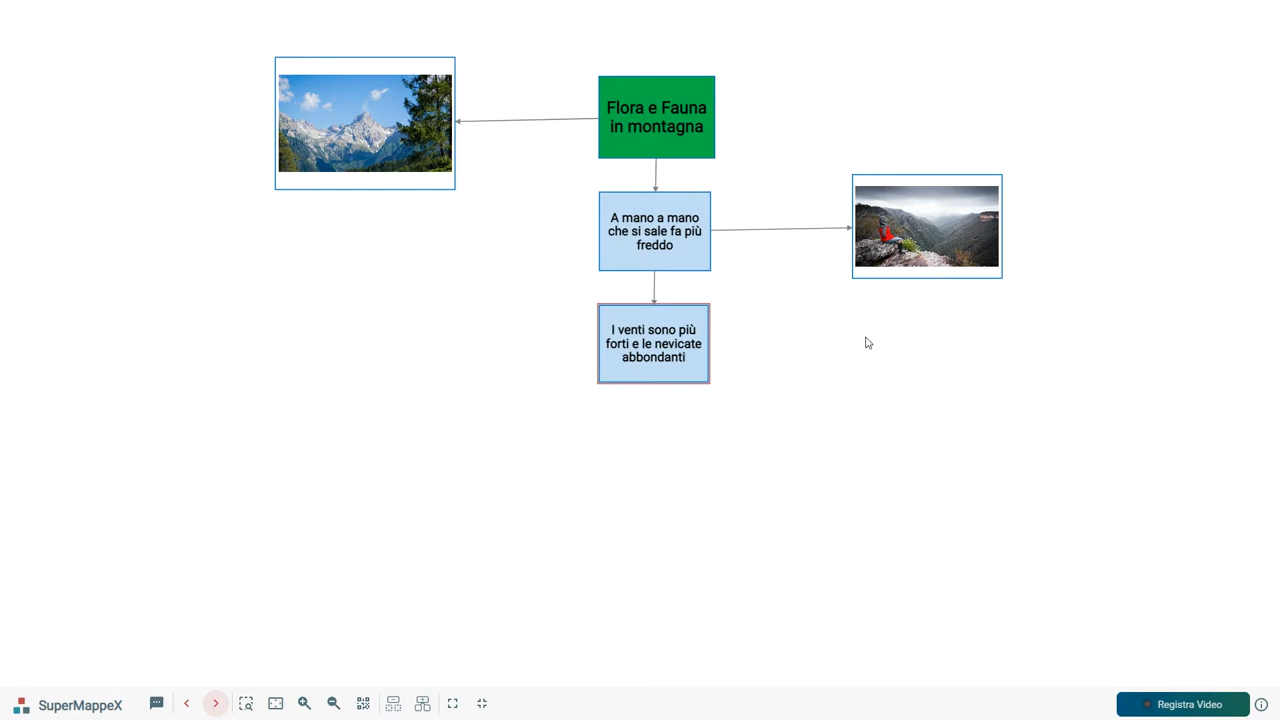 Flora e Fauna
in montagna
A mano a mano
che si sale fa più
freddo
I venti sono più
forti e le nevicate
abbondanti
SuperMappeX
Registra Video